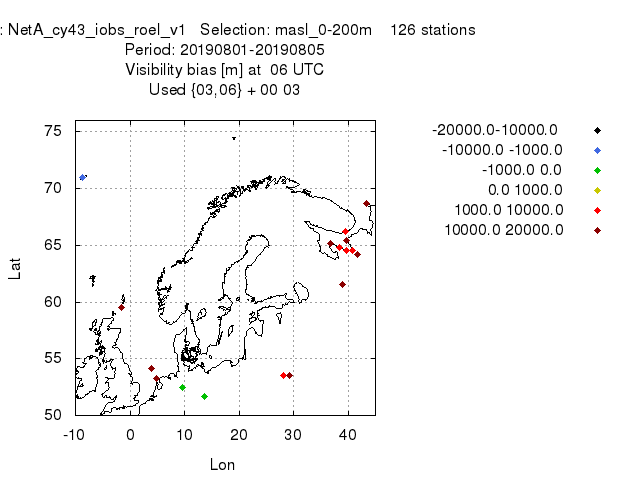 : NetA_cy43_iobs_roel_v1 Selection: masl_0-200m 126 stations
Period: 20190801-20190805
Visibility bias [m] at 06 UTC
Used {03,06} + 00 03
75
70
65
60
55
50
-10 0 10 20 30 40
Lat
Lon
-20000.0-10000.0
-10000.0 -1000.0
-1000.0 0.0
0.0 1000.0
1000.0 10000.0
10000.0 20000.0